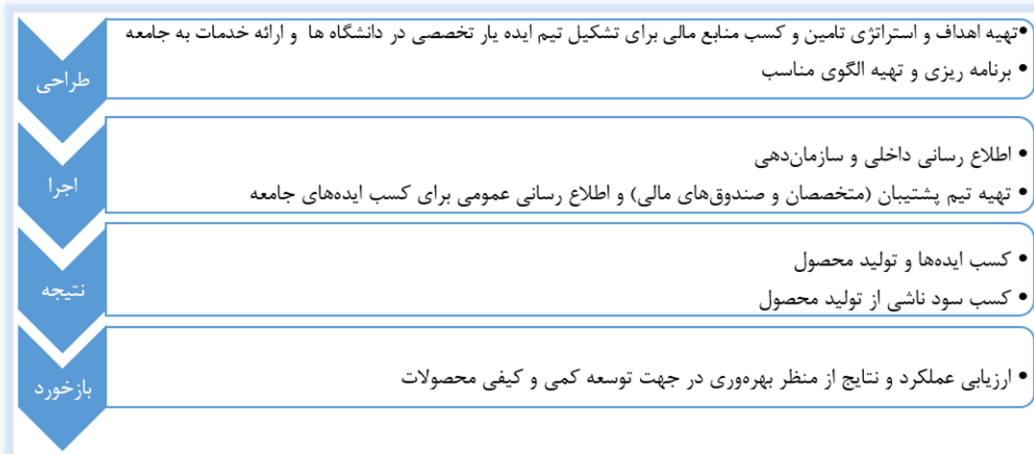 طراحی
•تهیه اهداف و استراتژی تامین و کسب منابع مالی برای تشکیل تیم ایده یار تخصصی در دانشگاه ها و ارائه خدمات به جامعه
• برنامه ریزی و تهیه الگوی مناسب
اجرا
• اطلاع رسانی داخلی و سازمان‌دهی
• تهیه تیم پشتیبان (متخصصان و صندوق‌های مالی) و اطلاع رسانی عمومی برای کسب ایده‌های جامعه
نتیجه
• کسب ایده‌ها و تولید محصول
• کسب سود ناشی از تولید محصول
بازخورد
• ارزیابی عملکرد و نتایج از منظر بهره‌وری در جهت توسعه کمی و کیفی محصولات